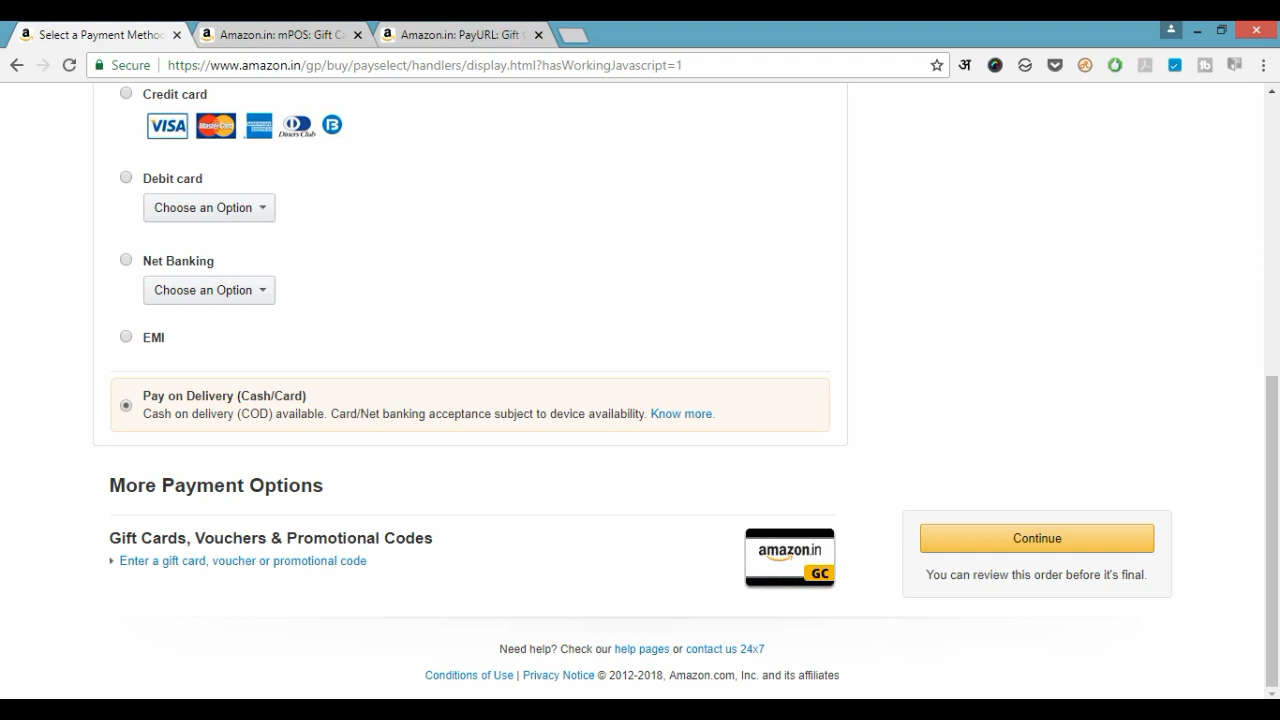 Select a Payment Metho
Amazon.in: mPOS: Gift C
Amazon.in: PayURL: Gift
Secure
https://www.amazon.in/gp/buy/payselect/handlers/display.html?hasWorkingJavascript=1
अ
Credit card
VISA MasterCard Diners Club
Debit card
Choose an Option
Net Banking
Choose an Option
EMI
Pay on Delivery (Cash/Card)
Cash on delivery (COD) available. Card/Net banking acceptance subject to device availability. Know more.
More Payment Options
Gift Cards, Vouchers & Promotional Codes
Enter a gift card, voucher or promotional code
amazon.in
GC
Continue
You can review this order before it's final.
Need help? Check our help pages or contact us 24x7
Conditions of Use | Privacy Notice © 2012-2018, Amazon.com, Inc. and its affiliates